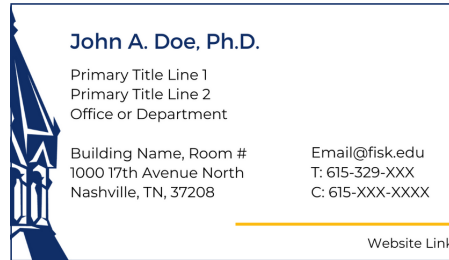 John A. Doe, Ph.D.
Primary Title Line 1
Primary Title Line 2
Office or Department
Building Name, Room #
1000 17th Avenue North
Nashville, TN, 37208
Email@fisk.edu
T: 615-329-XXX
C: 615-XXX-XXXX
Website Link